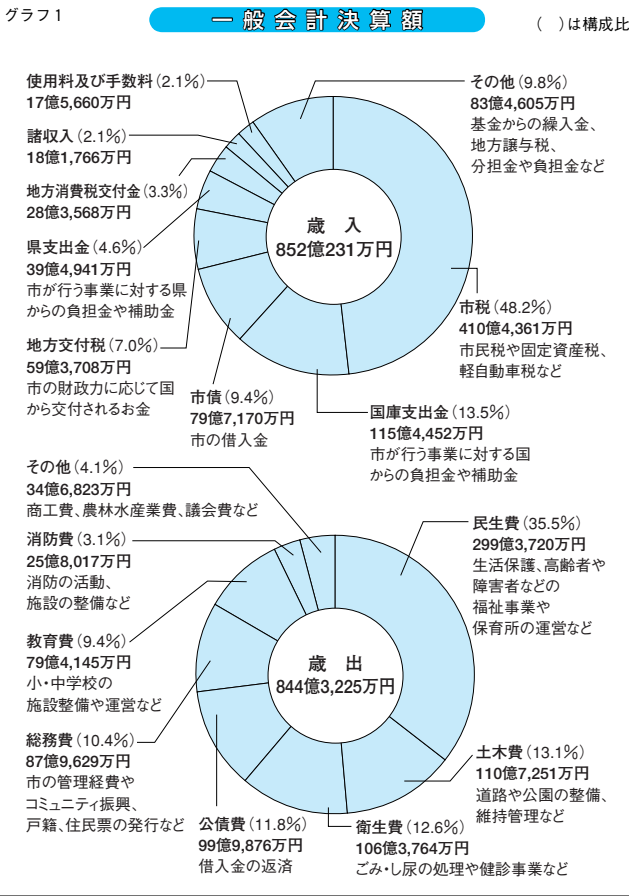 グラフ1
一般会計決算額
(　)は構成比
使用料及び手数料(2.1%)
17億5,660万円
諸収入(2.1%)
18億1,766万円
地方消費税交付金(3.3%)
28億3,568万円
県支出金(4.6%)
39億4,941万円
市が行う事業に対する県
からの負担金や補助金
地方交付税(7.0%)
59億3,708万円
市の財政力に応じて国
から交付されるお金
市債(9.4%)
79億7,170万円
市の借入金
その他(9.8%)
83億4,605万円
基金からの繰入金、
地方譲与税、
分担金や負担金など
歳 入
852億231万円
市税(48.2%)
410億4,361万円
市民税や固定資産税、
軽自動車税など
国庫支出金(13.5%)
115億4,452万円
市が行う事業に対する国
からの負担金や補助金
その他(4.1%)
34億6,823万円
商工費、農林水産業費、議会費など
消防費(3.1%)
25億8,017万円
消防の活動、
施設の整備など
教育費(9.4%)
79億4,145万円
小・中学校の
施設整備や運営など
総務費(10.4%)
87億9,629万円
市の管理経費や
コミュニティ振興、
戸籍、住民票の発行など
公債費(11.8%)
99億9,876万円
借入金の返済
歳 出
844億3,225万円
民生費(35.5%)
299億3,720万円
生活保護、高齢者や
障害者などの
福祉事業や
保育所の運営など
土木費(13.1%)
110億7,251万円
道路や公園の整備、
維持管理など
衛生費(12.6%)
106億3,764万円
ごみ・し尿の処理や健診事業など